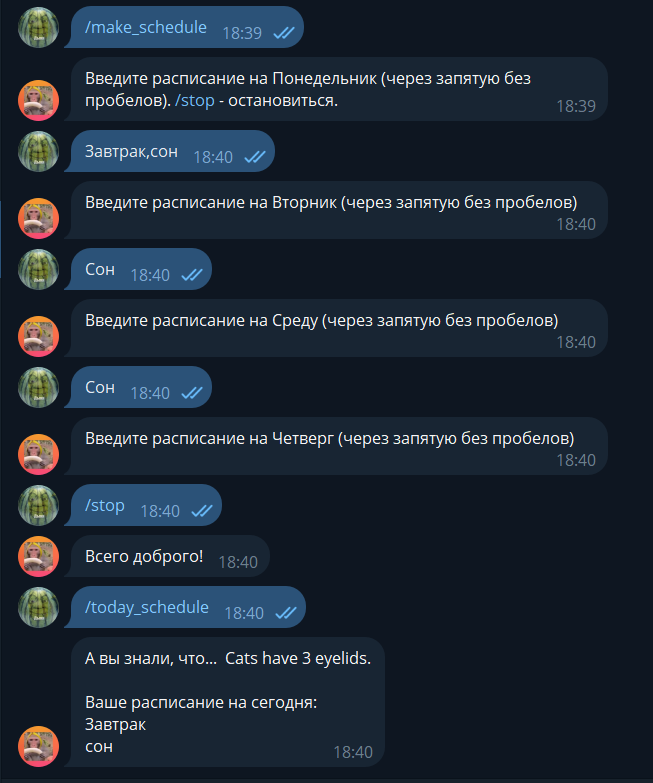 /make_schedule 18:39
Введите расписание на Понедельник (через запятую без
пробелов). /stop - остановиться.
18:39
Завтрак,сон 18:40
Введите расписание на Вторник (через запятую без пробелов)
18:40
Сон 18:40
Введите расписание на Среду (через запятую без пробелов)
18:40
Сон 18:40
Введите расписание на Четверг (через запятую без пробелов)
18:40
/stop 18:40
Всего доброго! 18:40
/today_schedule 18:40
А вы знали, что... Cats have 3 eyelids.
Ваше расписание на сегодня:
Завтрак
сон 18:40